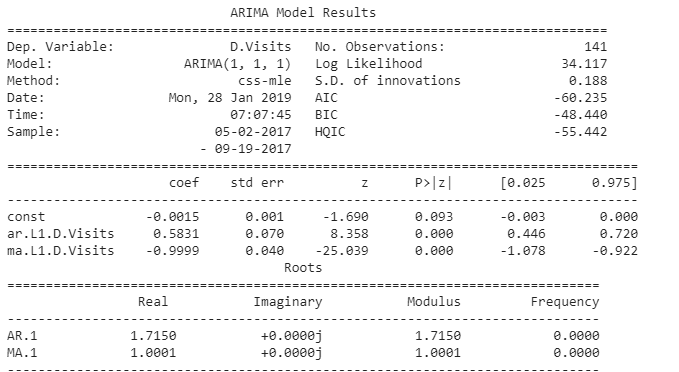 ARIMA Model Results
==============================================================================
Dep. Variable: D.Visits No. Observations: 141
Model: ARIMA(1, 1, 1) Log Likelihood 34.117
Method: css-mle S.D. of innovations 0.188
Date: Mon, 28 Jan 2019 AIC -60.235
Time: 07:07:45 BIC -48.440
Sample: 05-02-2017 HQIC -55.442
- 09-19-2017
==================================================================================
coef std err z P>|z| [0.025 0.975]
----------------------------------------------------------------------------------
const -0.0015 0.001 -1.690 0.093 -0.003 0.000
ar.L1.D.Visits 0.5831 0.070 8.358 0.000 0.446 0.720
ma.L1.D.Visits -0.9999 0.040 -25.039 0.000 -1.078 -0.922
Roots
=============================================================================
Real Imaginary Modulus Frequency
-----------------------------------------------------------------------------
AR.1 1.7150 +0.0000j 1.7150 0.0000
MA.1 1.0001 +0.0000j 1.0001 0.0000
-----------------------------------------------------------------------------